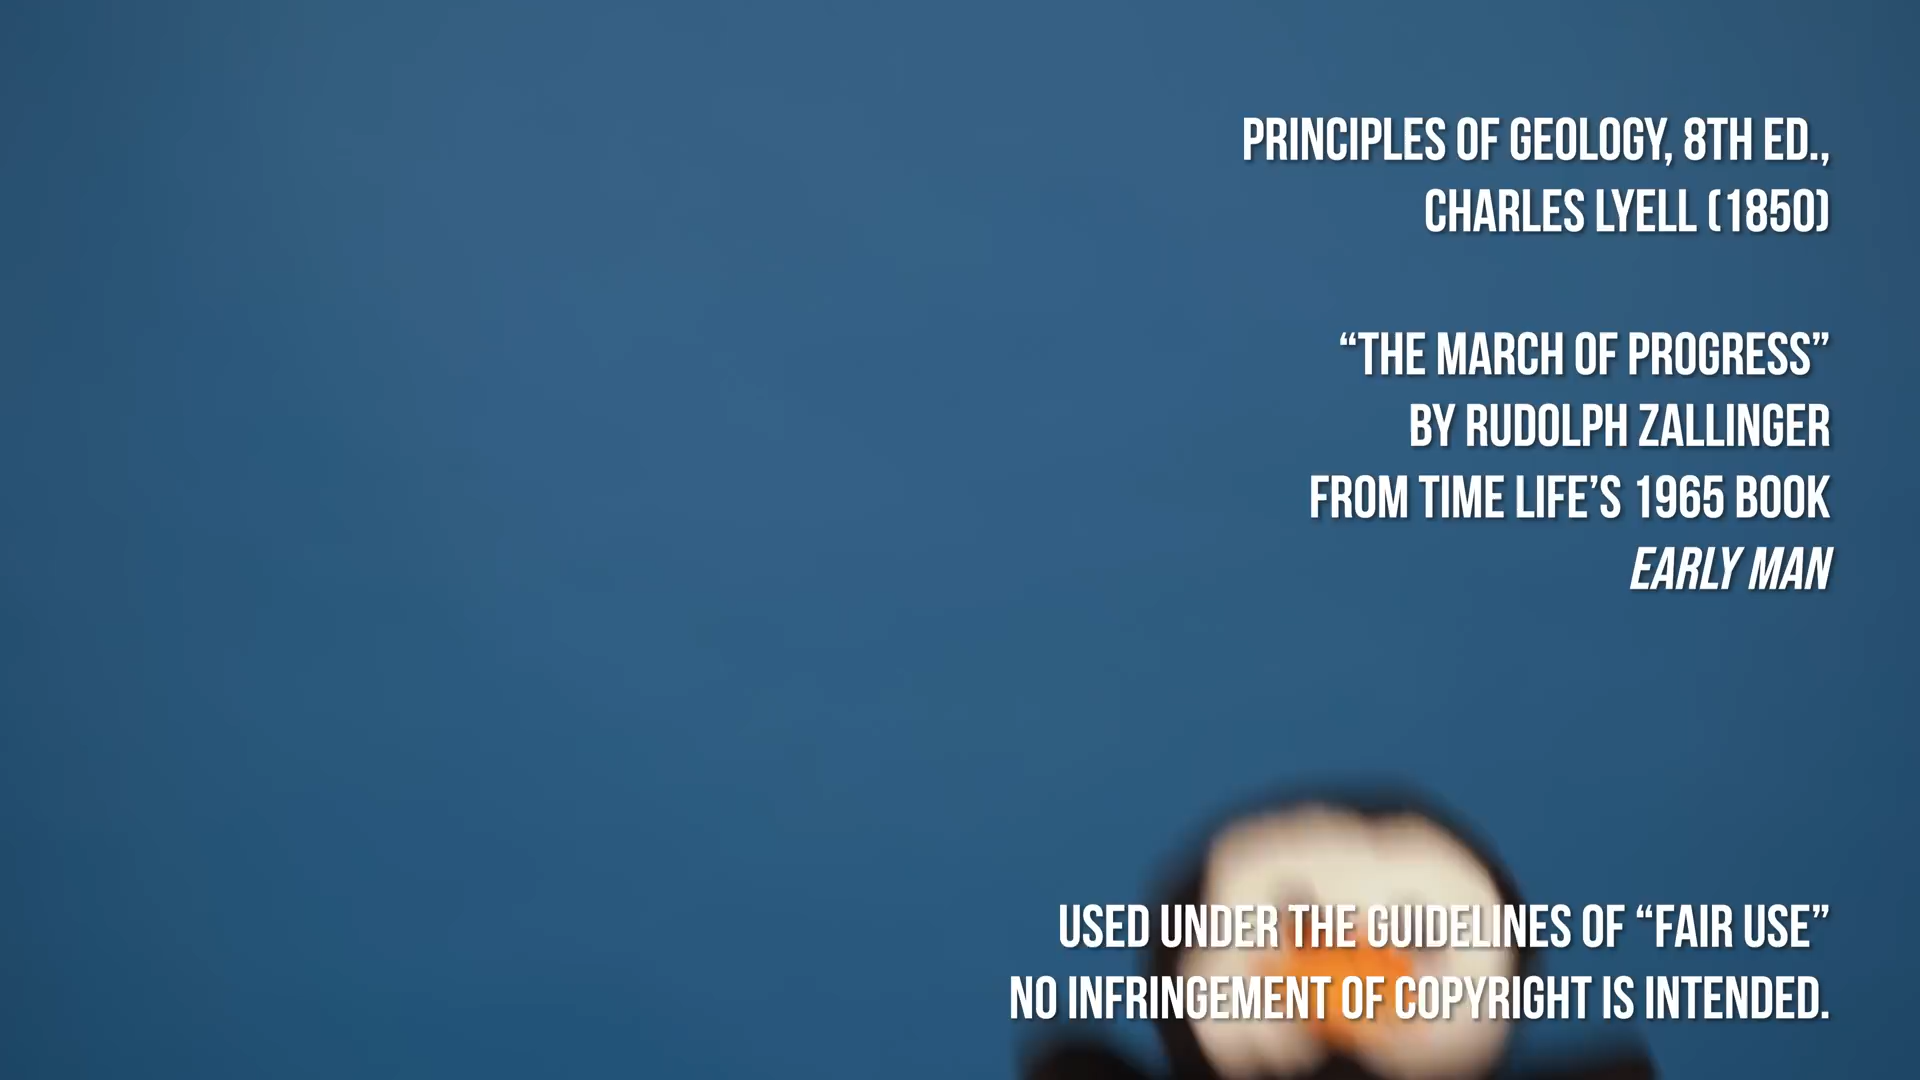 PRINCIPLES OF GEOLOGY, 8TH ED.,
CHARLES LYELL (1850)
“THE MARCH OF PROGRESS”
BY RUDOLPH ZALLINGER
FROM TIME LIFE’S 1965 BOOK
EARLY MAN
USED UNDER THE GUIDELINES OF “FAIR USE”
NO INFRINGEMENT OF COPYRIGHT IS INTENDED.